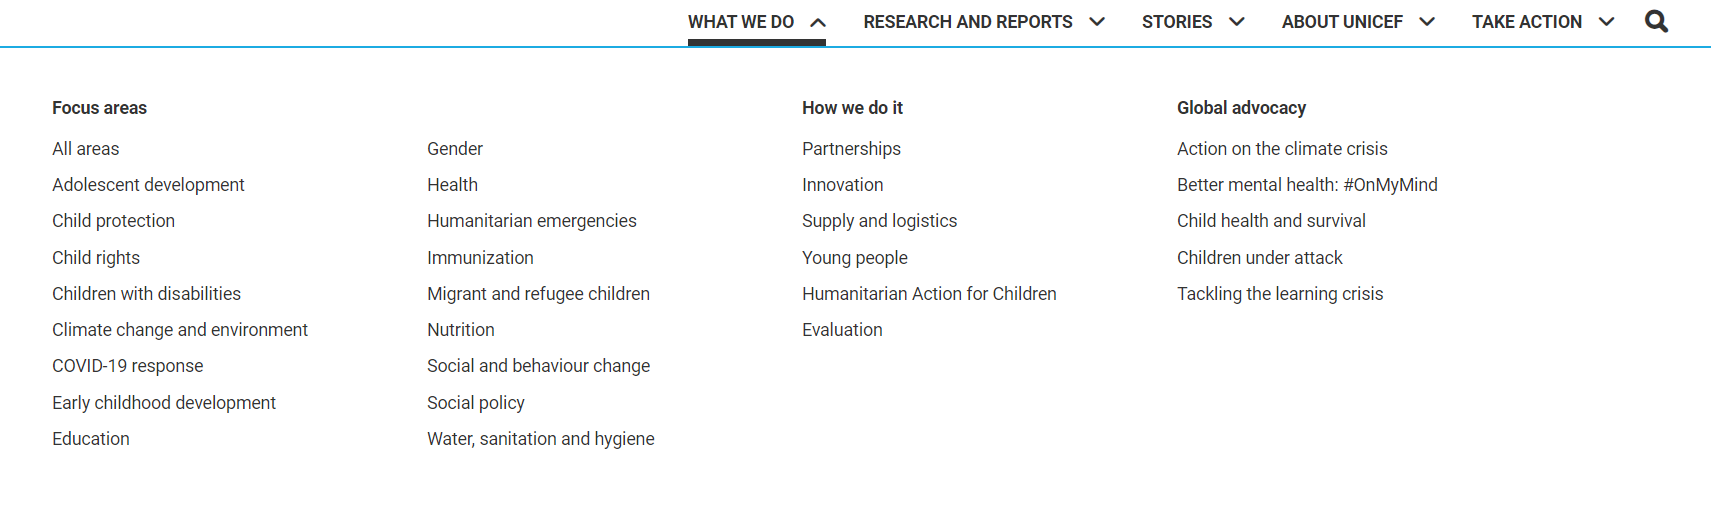 WHAT WE DO
RESEARCH AND REPORTS
STORIES
ABOUT UNICEF
TAKE ACTION
Focus areas
All areas
Adolescent development
Child protection
Child rights
Children with disabilities
Climate change and environment
COVID-19 response
Early childhood development
Education
Gender
Health
Humanitarian emergencies
Immunization
Migrant and refugee children
Nutrition
Social and behaviour change
Social policy
Water, sanitation and hygiene
How we do it
Partnerships
Innovation
Supply and logistics
Young people
Humanitarian Action for Children
Evaluation
Global advocacy
Action on the climate crisis
Better mental health: #OnMyMind
Child health and survival
Children under attack
Tackling the learning crisis